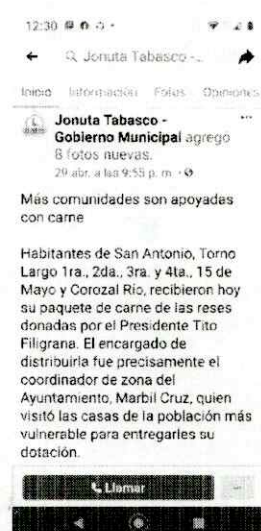 12:30
Jonuta Tabasco -...
Inicio Información Fotos Opiniones
Jonuta Tabasco -
Gobierno Municipal agregó
8 fotos nuevas.
29 abr. a las 9:55 p. m. ·
Más comunidades son apoyadas
con carne
Habitantes de San Antonio, Torno
Largo 1ra., 2da., 3ra. y 4ta., 15 de
Mayo y Corozal Río, recibieron hoy
su paquete de carne de las reses
donadas por el Presidente Tito
Filigrana. El encargado de
distribuirla fue precisamente el
coordinador de zona del
Ayuntamiento, Marbil Cruz, quien
visitó las casas de la población más
vulnerable para entregarles su
dotación.
Llamar